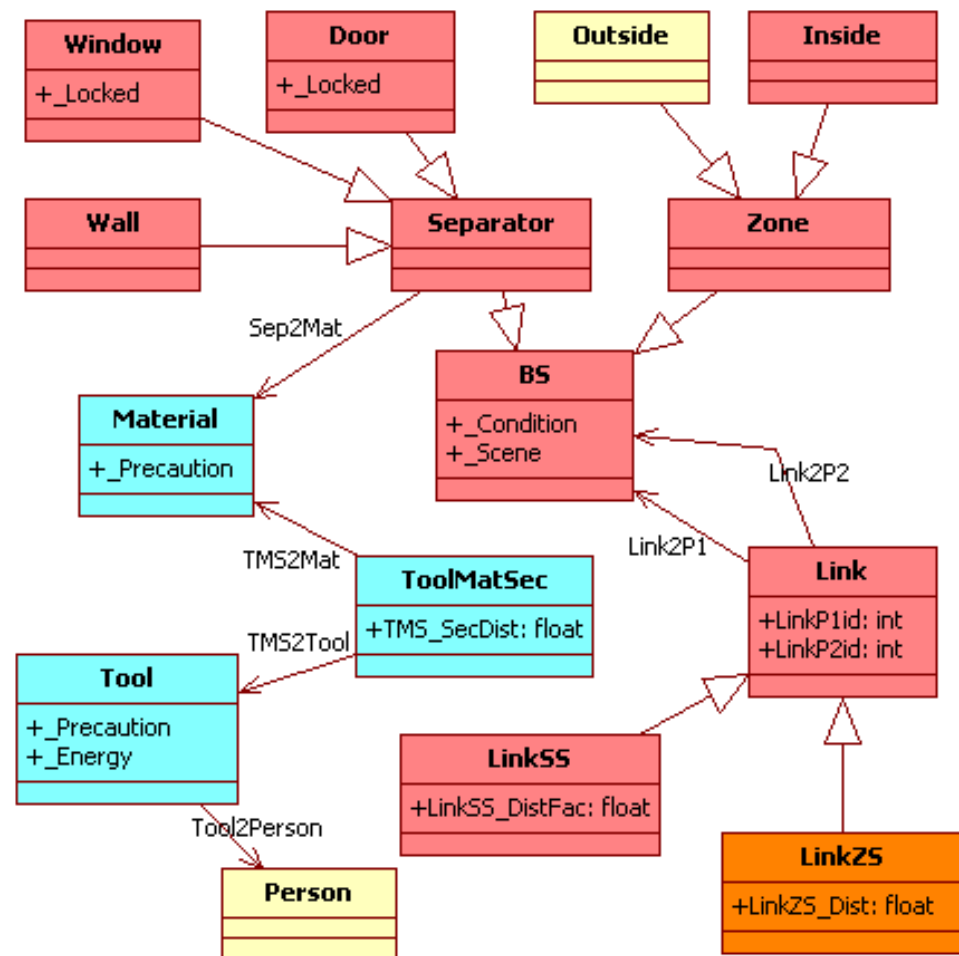 Window
+_Locked
Door
+_Locked
Outside
Inside
Wall
Separator
Zone
Sep2Mat
BS
+_Condition
+_Scene
Material
+_Precaution
Link2P2
Link2P1
TMS2Mat
ToolMatSec
+TMS_SecDist: float
Link
+LinkP1id: int
+LinkP2id: int
TMS2Tool
Tool
+_Precaution
+_Energy
LinkSS
+LinkSS_DistFac: float
Tool2Person
LinkZS
+LinkZS_Dist: float
Person